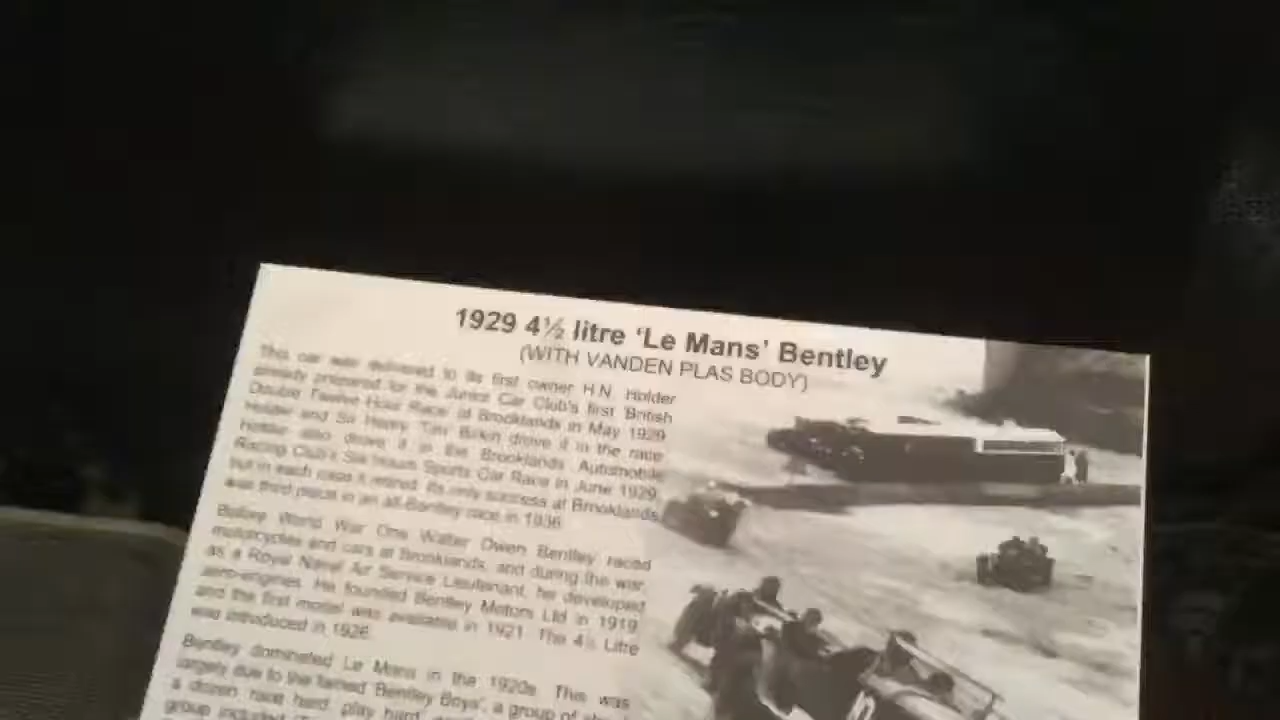 1929 4½ litre ‘Le Mans’ Bentley
(WITH VANDEN PLAS BODY)
This car was delivered to its first owner H.N. Holder
already prepared for the Junior Car Club's first 'British
Double Twelve Hour Race' at Brooklands in May 1929
Holder and Sir Henry 'Tim' Birkin drove it in the race
Holder also drove it in the Brooklands Automobile
Racing Club's Six Hours Sports Car Race in June 1929
but in each case it retired. Its only success at Brooklands
was third place in an all-Bentley race in 1936.
Before World War One Walter Owen Bentley raced
motorcycles and cars at Brooklands, and during the war,
as a Royal Naval Air Service Lieutenant, he developed
aero-engines. He founded Bentley Motors Ltd in 1919
and the first model was available in 1921. The 4½ Litre
was introduced in 1926.
Bentley dominated Le Mans in the 1920s. This was
largely due to the famed 'Bentley Boys', a group of about
a dozen 'race hard, play hard'
group included